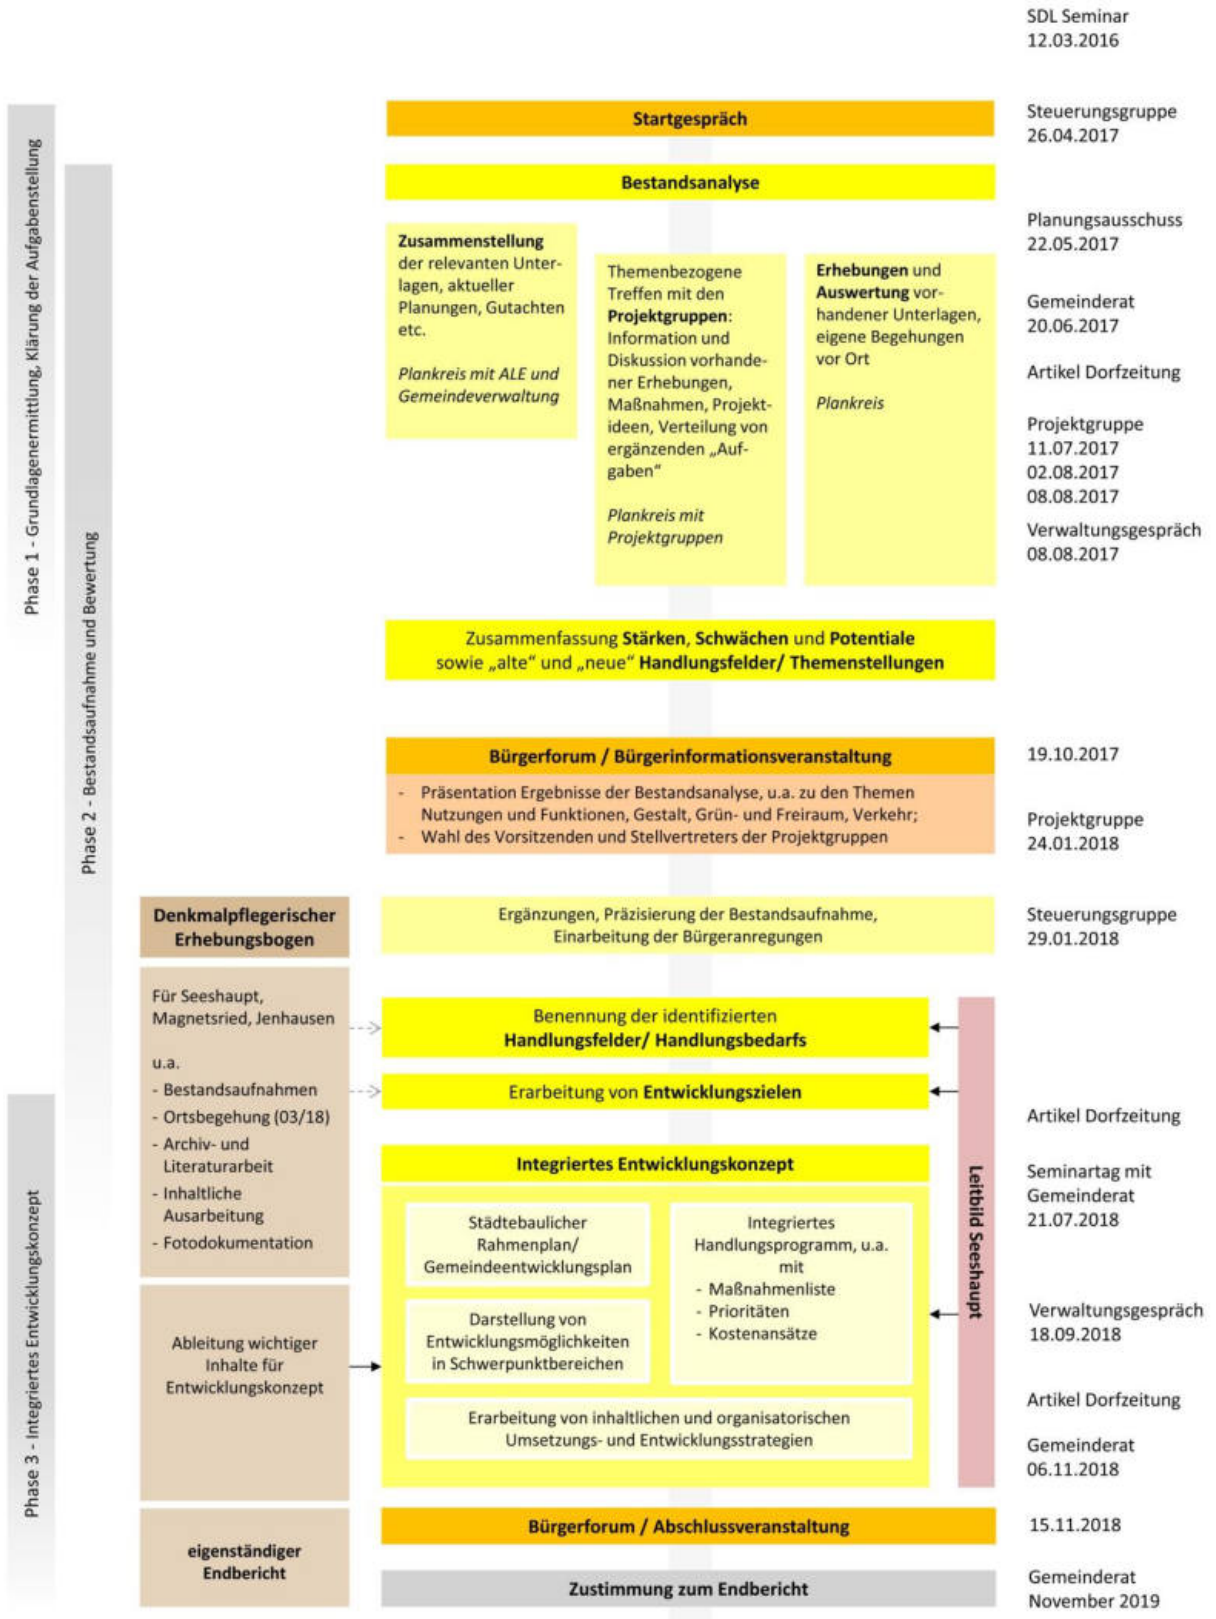 SDL Seminar
12.03.2016
Phase 1 - Grundlagenermittlung, Klärung der Aufgabenstellung
Startgespräch
Steuerungsgruppe
26.04.2017
Phase 2 - Bestandsaufnahme und Bewertung
Bestandsanalyse
Zusammenstellung
der relevanten Unter-
lagen, aktueller
Planungen, Gutachten
etc.
Plankreis mit ALE und
Gemeindeverwaltung
Themenbezogene
Treffen mit den
Projektgruppen:
Information und
Diskussion vorhande-
ner Erhebungen,
Maßnahmen, Projekt-
ideen, Verteilung von
ergänzenden „Auf-
gaben“
Plankreis mit
Projektgruppen
Erhebungen und
Auswertung vor-
handener Unterlagen,
eigene Begehungen
vor Ort
Plankreis
Planungsausschuss
22.05.2017
Gemeinderat
20.06.2017
Artikel Dorfzeitung
Projektgruppe
11.07.2017
02.08.2017
08.08.2017
Verwaltungsgespräch
08.08.2017
Zusammenfassung Stärken, Schwächen und Potentiale
sowie „alte“ und „neue“ Handlungsfelder/ Themenstellungen
Bürgerforum / Bürgerinformationsveranstaltung
19.10.2017
- Präsentation Ergebnisse der Bestandsanalyse, u.a. zu den Themen
Nutzungen und Funktionen, Gestalt, Grün- und Freiraum, Verkehr;
- Wahl des Vorsitzenden und Stellvertreters der Projektgruppen
Projektgruppe
24.01.2018
Denkmalpflegerischer
Erhebungsbogen
Ergänzungen, Präzisierung der Bestandsaufnahme,
Einarbeitung der Bürgeranregungen
Steuerungsgruppe
29.01.2018
Für Seeshaupt,
Magnetsried, Jenhausen
u.a.
- Bestandsaufnahmen
- Ortsbegehung (03/18)
- Archiv- und
Literaturarbeit
- Inhaltliche
Ausarbeitung
- Fotodokumentation
Benennung der identifizierten
Handlungsfelder/ Handlungsbedarfs
Erarbeitung von Entwicklungszielen
Leitbild Seeshaupt
Artikel Dorfzeitung
Phase 3 - Integriertes Entwicklungskonzept
Integriertes Entwicklungskonzept
Städtebaulicher
Rahmenplan/
Gemeindeentwicklungsplan
Integriertes
Handlungsprogramm, u.a.
mit
- Maßnahmenliste
- Prioritäten
- Kostenansätze
Seminartag mit
Gemeinderat
21.07.2018
Darstellung von
Entwicklungsmöglichkeiten
in Schwerpunktbereichen
Verwaltungsgespräch
18.09.2018
Ableitung wichtiger
Inhalte für
Entwicklungskonzept
Erarbeitung von inhaltlichen und organisatorischen
Umsetzungs- und Entwicklungsstrategien
Artikel Dorfzeitung
Gemeinderat
06.11.2018
Bürgerforum / Abschlussveranstaltung
15.11.2018
eigenständiger
Endbericht
Zustimmung zum Endbericht
Gemeinderat
November 2019